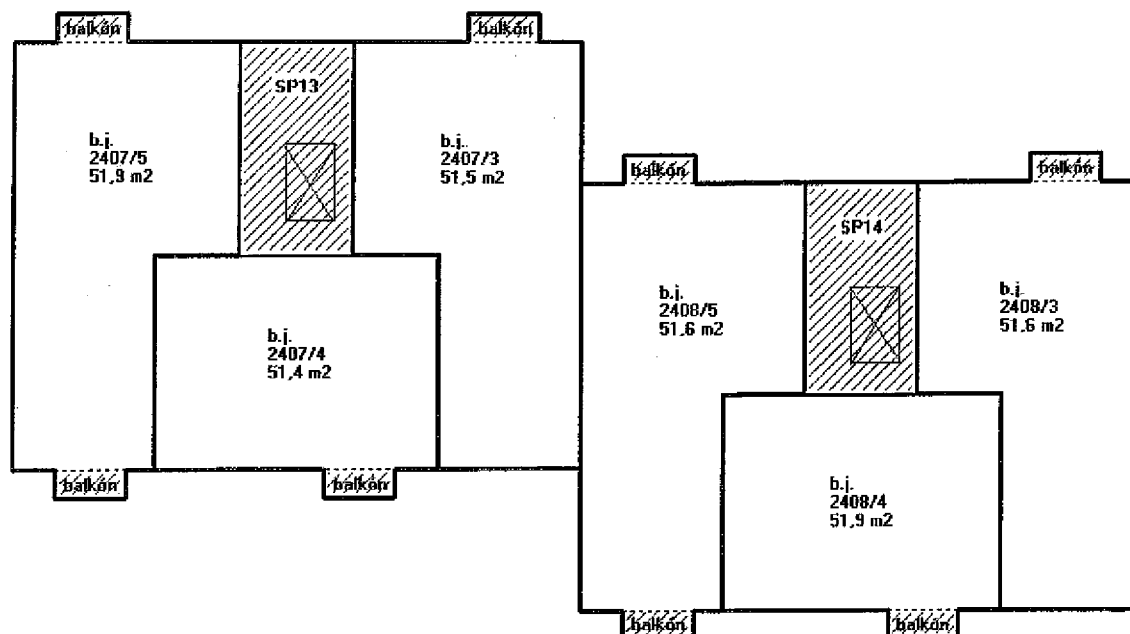 balkón
balkón
SP13
b.j.
2407/5
51,9 m2
b.j.
2407/3
51,5 m2
balkón
balkón
SP14
b.j.
2408/5
51,6 m2
b.j.
2408/3
51,6 m2
b.j.
2407/4
51,4 m2
balkón
balkón
b.j.
2408/4
51,9 m2
balkón
balkón